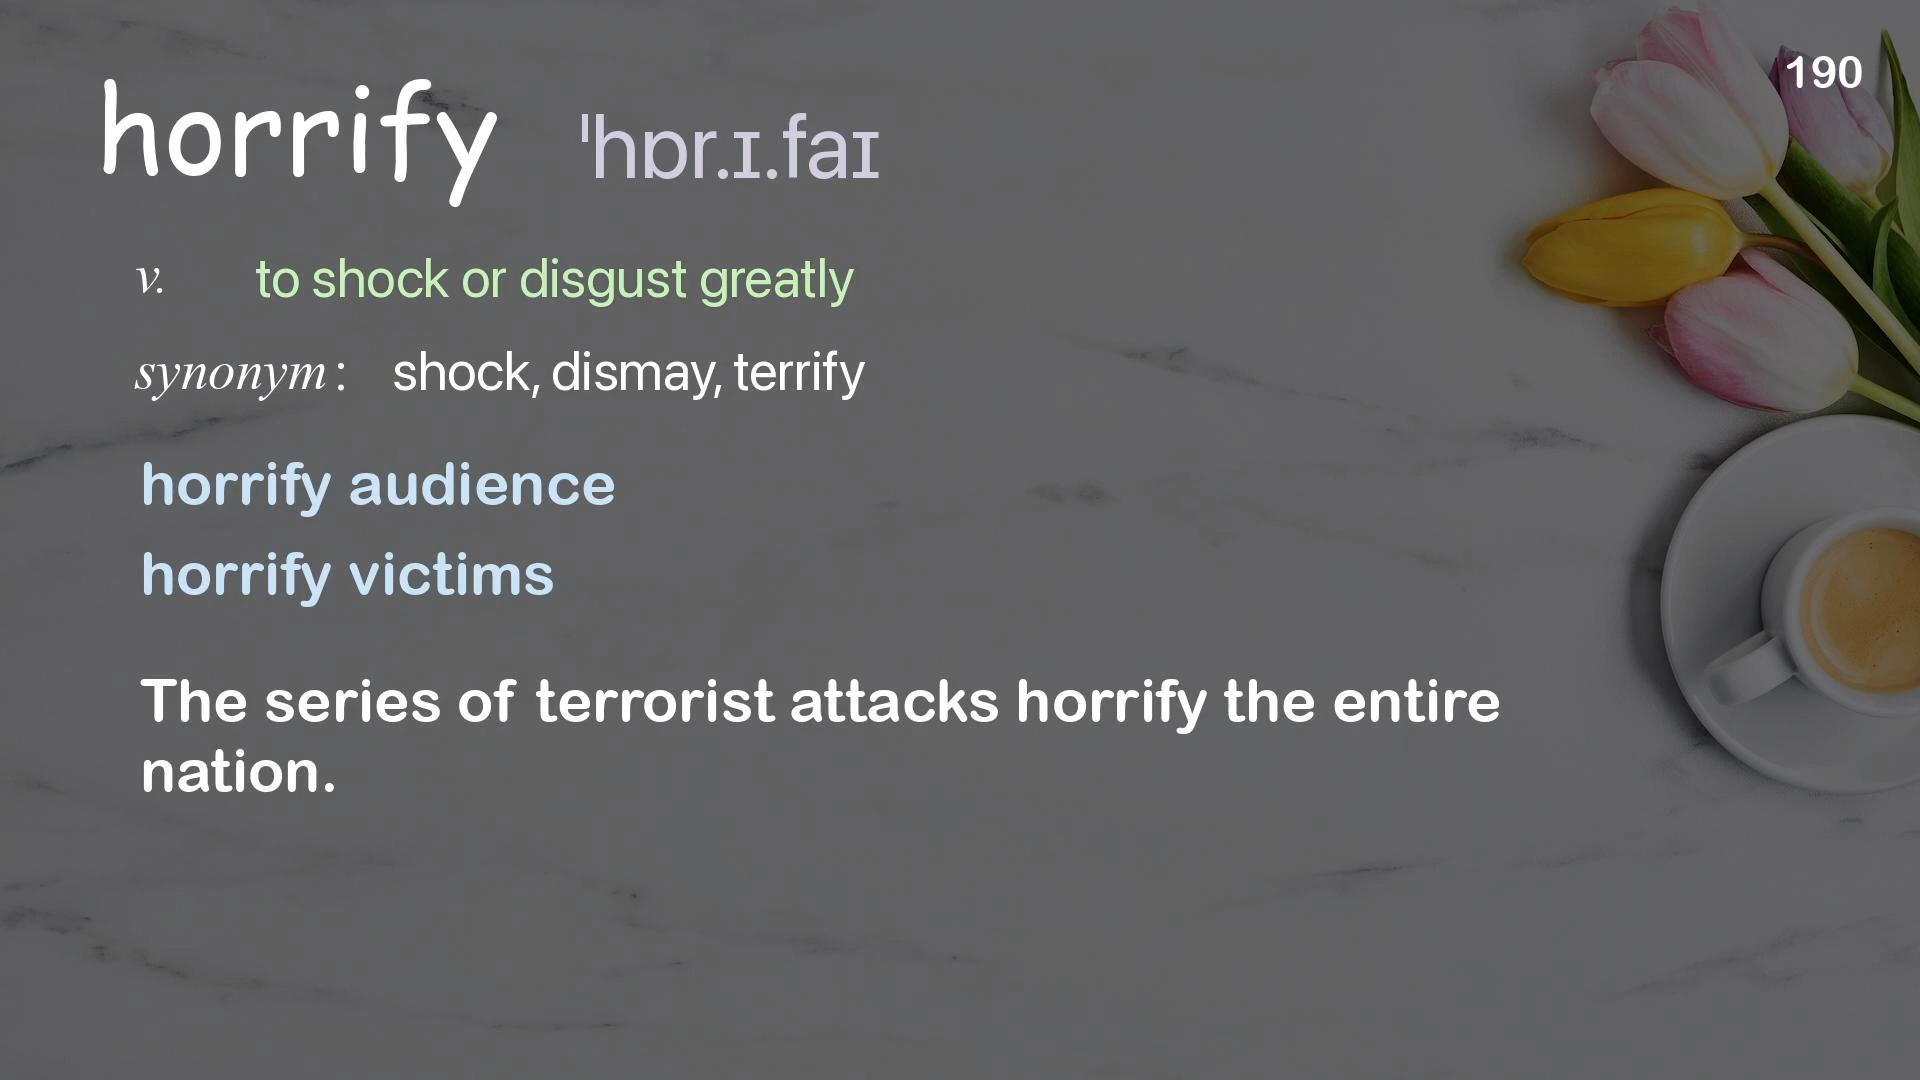 190
horrify ˈhɒr.ɪ.faɪ
v. to shock or disgust greatly
synonym: shock, dismay, terrify
horrify audience
horrify victims
The series of terrorist attacks horrify the entire
nation.